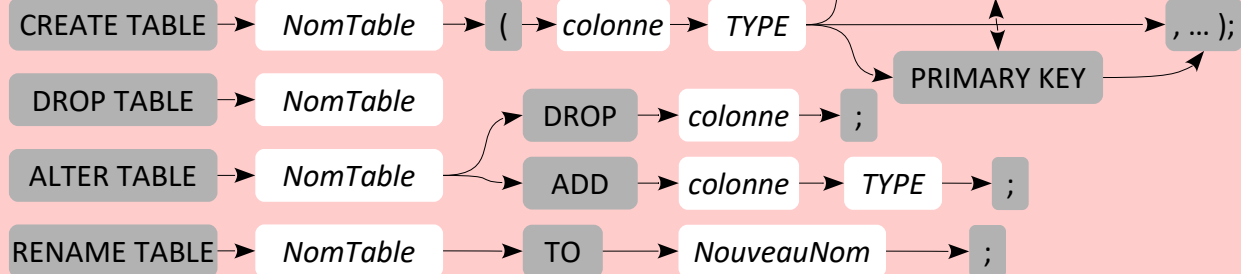 CREATE TABLE NomTable ( colonne TYPE , ... );
PRIMARY KEY
DROP TABLE NomTable
DROP colonne ;
ALTER TABLE NomTable
ADD colonne TYPE ;
RENAME TABLE NomTable TO NouveauNom ;